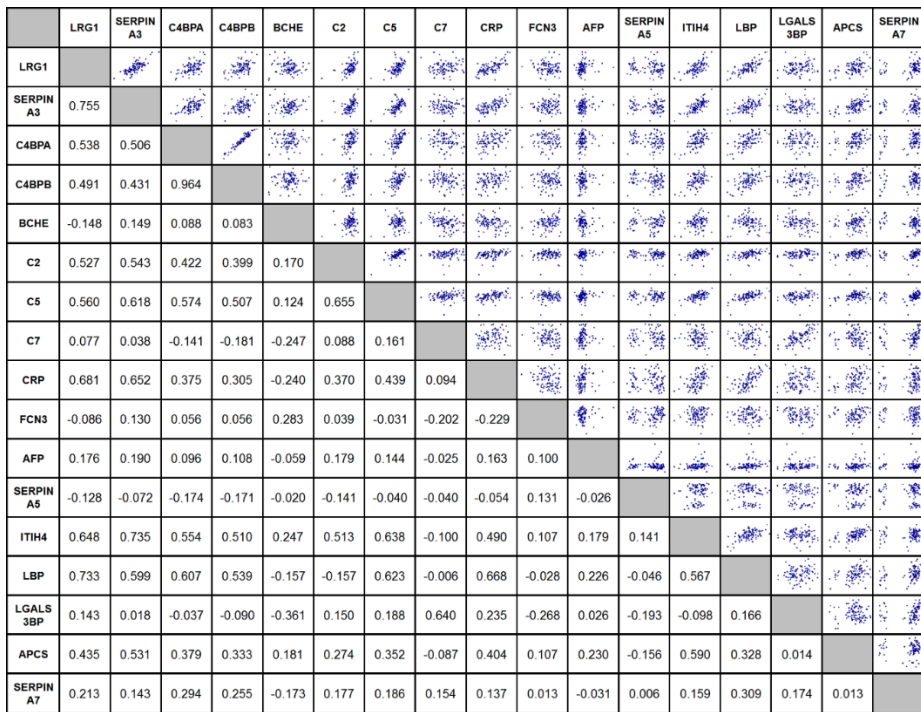 LRG1 SERPIN A3 C4BPA C4BPB BCHE C2 C5 C7 CRP FCN3 AFP SERPIN A5 ITIH4 LBP LGALS 3BP APCS SERPIN A7
LRG1
SERPIN A3 0.755
C4BPA 0.538 0.506
C4BPB 0.491 0.431 0.964
BCHE -0.148 0.149 0.088 0.083
C2 0.527 0.543 0.422 0.399 0.170
C5 0.560 0.618 0.574 0.507 0.124 0.655
C7 0.077 0.038 -0.141 -0.181 -0.247 0.088 0.161
CRP 0.681 0.652 0.375 0.305 -0.240 0.370 0.439 0.094
FCN3 -0.086 0.130 0.056 0.056 0.283 0.039 -0.031 -0.202 -0.229
AFP 0.176 0.190 0.096 0.108 -0.059 0.179 0.144 -0.025 0.163 0.100
SERPIN A5 -0.128 -0.072 -0.174 -0.171 -0.020 -0.141 -0.040 -0.040 -0.054 0.131 -0.026
ITIH4 0.648 0.735 0.554 0.510 0.247 0.513 0.638 -0.100 0.490 0.107 0.179 0.141
LBP 0.733 0.599 0.607 0.539 -0.157 -0.157 0.623 -0.006 0.668 -0.028 0.226 -0.046 0.567
LGALS 3BP 0.143 0.018 -0.037 -0.090 -0.361 0.150 0.188 0.640 0.235 -0.268 0.026 -0.193 -0.098 0.166
APCS 0.435 0.531 0.379 0.333 0.181 0.274 0.352 -0.087 0.404 0.107 0.230 -0.156 0.590 0.328 0.014
SERPIN A7 0.213 0.143 0.294 0.255 -0.173 0.177 0.186 0.154 0.137 0.013 -0.031 0.006 0.159 0.309 0.174 0.013